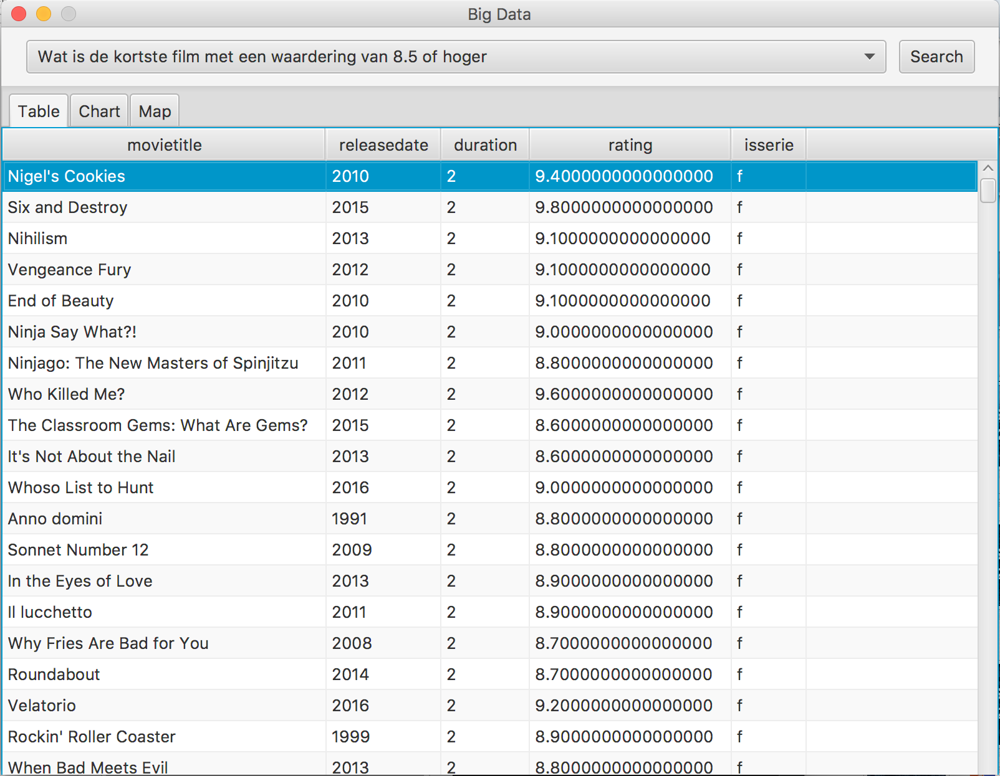 Big Data
Wat is de kortste film met een waardering van 8.5 of hoger Search
Table Chart Map
movietitle releasedate duration rating isserie
Nigel's Cookies 2010 2 9.4000000000000000 f
Six and Destroy 2015 2 9.8000000000000000 f
Nihilism 2013 2 9.1000000000000000 f
Vengeance Fury 2012 2 9.1000000000000000 f
End of Beauty 2010 2 9.1000000000000000 f
Ninja Say What?! 2010 2 9.0000000000000000 f
Ninjago: The New Masters of Spinjitzu 2011 2 8.8000000000000000 f
Who Killed Me? 2012 2 9.6000000000000000 f
The Classroom Gems: What Are Gems? 2015 2 8.6000000000000000 f
It's Not About the Nail 2013 2 8.6000000000000000 f
Whoso List to Hunt 2016 2 9.0000000000000000 f
Anno domini 1991 2 8.8000000000000000 f
Sonnet Number 12 2009 2 8.8000000000000000 f
In the Eyes of Love 2013 2 8.9000000000000000 f
Il lucchetto 2011 2 8.9000000000000000 f
Why Fries Are Bad for You 2008 2 8.7000000000000000 f
Roundabout 2014 2 8.7000000000000000 f
Velatorio 2016 2 9.2000000000000000 f
Rockin' Roller Coaster 1999 2 8.9000000000000000 f
When Bad Meets Evil 2013 2 8.8000000000000000 f